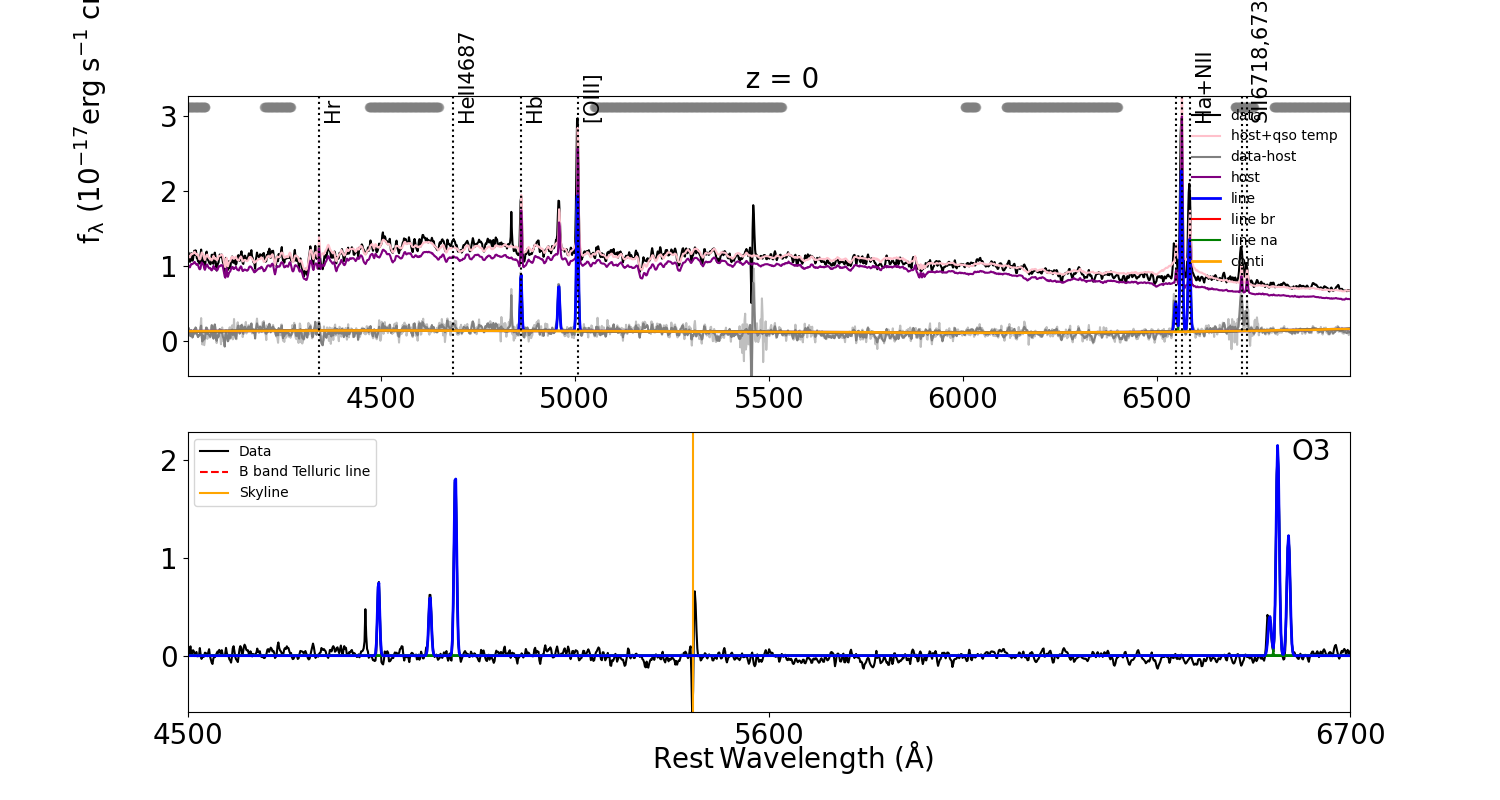 z = 0
f_λ (10^−17 erg s^−1 c
Hr
HeII4687
Hb
[OIII]
Ha+NII
SII6718,673
3
2
1
0
data
host+qso temp
data-host
host
line
line br
line na
conti
4500 5000 5500 6000 6500
Data
B band Telluric line
Skyline
O3
2
1
0
4500 5600 6700
Rest Wavelength (Å)